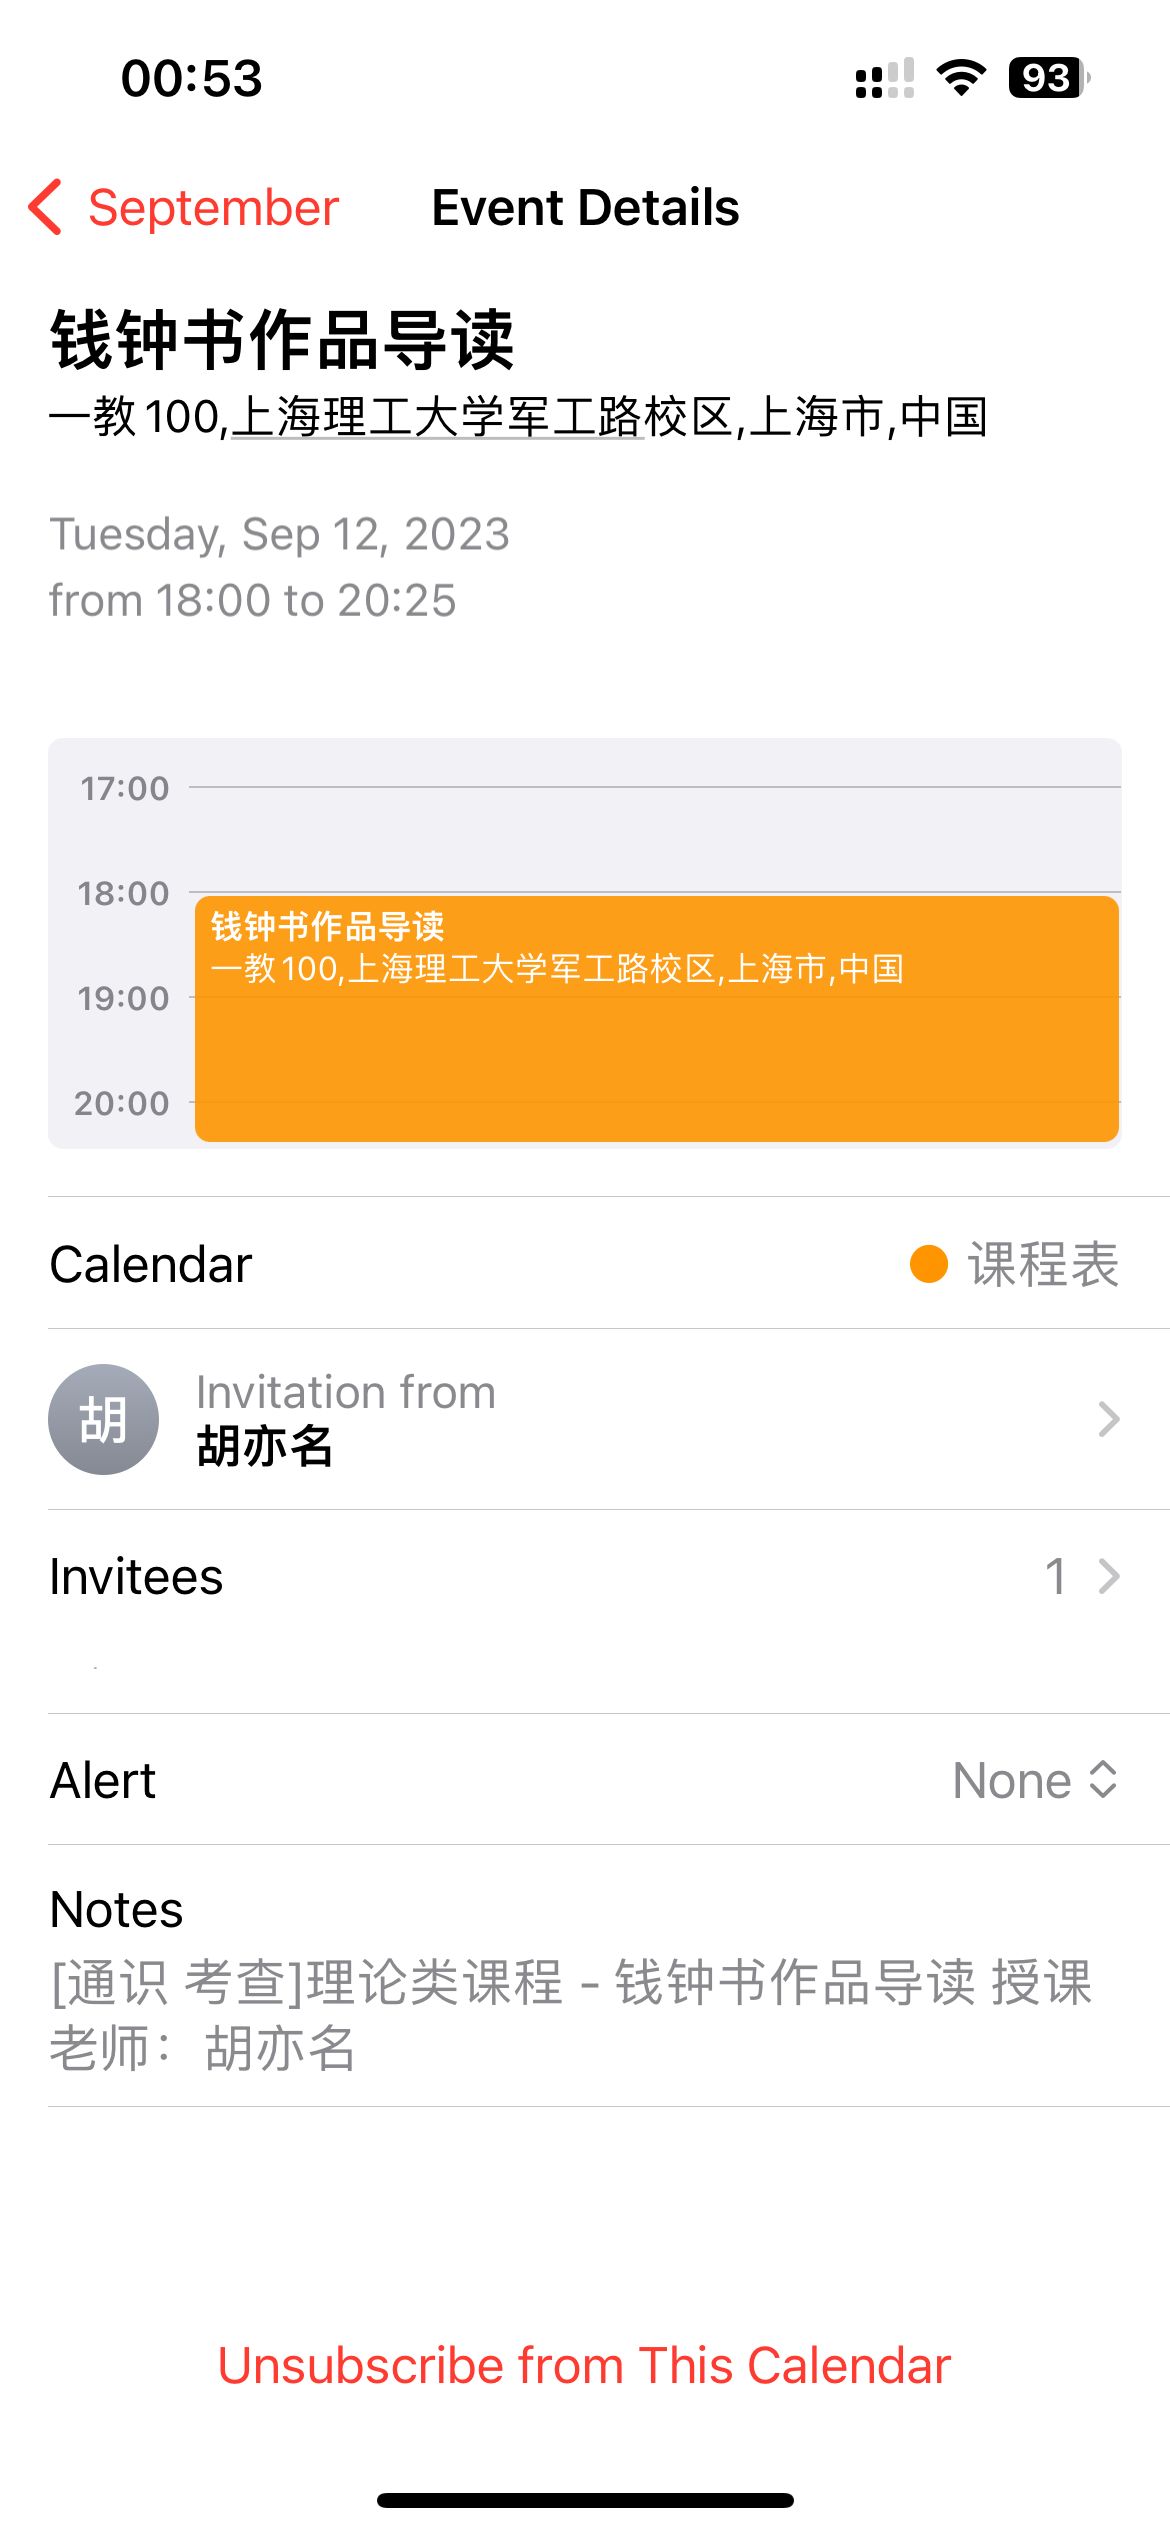 00:53
93
September
Event Details
钱钟书作品导读
一教100,上海理工大学军工路校区,上海市,中国
Tuesday, Sep 12, 2023
from 18:00 to 20:25
17:00
18:00
钱钟书作品导读
一教100,上海理工大学军工路校区,上海市,中国
19:00
20:00
Calendar
课程表
胡
Invitation from
胡亦名
Invitees
1
Alert
None
Notes
[通识 考查]理论类课程 - 钱钟书作品导读 授课
老师：胡亦名
Unsubscribe from This Calendar